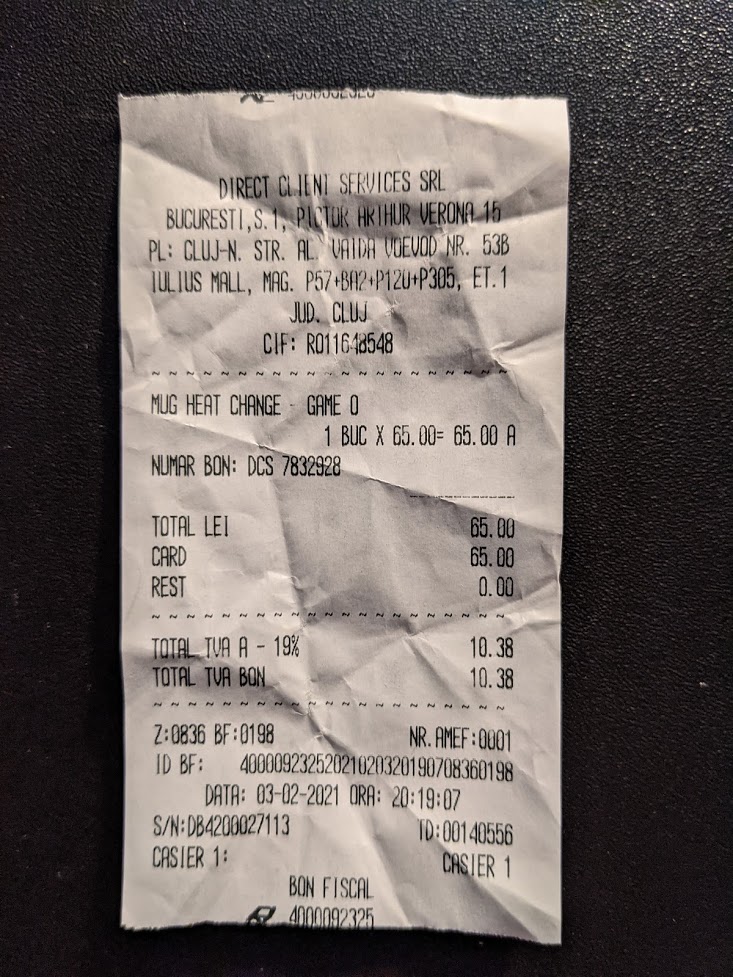 DIRECT CLIENT SERVICES SRL
BUCURESTI,S.1, PICTOR ARTHUR VERONA 15
PL: CLUJ-N. STR. AL. VAIDA VOEVOD NR. 53B
IULIUS MALL, MAG. P57+BA2+P120+P305, ET.1
JUD. CLUJ
CIF: RO11648548
MUG HEAT CHANGE - GAME O
1 BUC X 65.00= 65.00 A
NUMAR BON: DCS 7832928
TOTAL LEI 65.00
CARD 65.00
REST 0.00
TOTAL TVA A - 19% 10.38
TOTAL TVA BON 10.38
Z:0836 BF:0198 NR.AMEF:0001
ID BF: 40000923252021020320190708360198
DATA: 03-02-2021 ORA: 20:19:07
S/N:DB4200027113 TD:00140556
CASIER 1: CASIER 1
BON FISCAL
4000092325